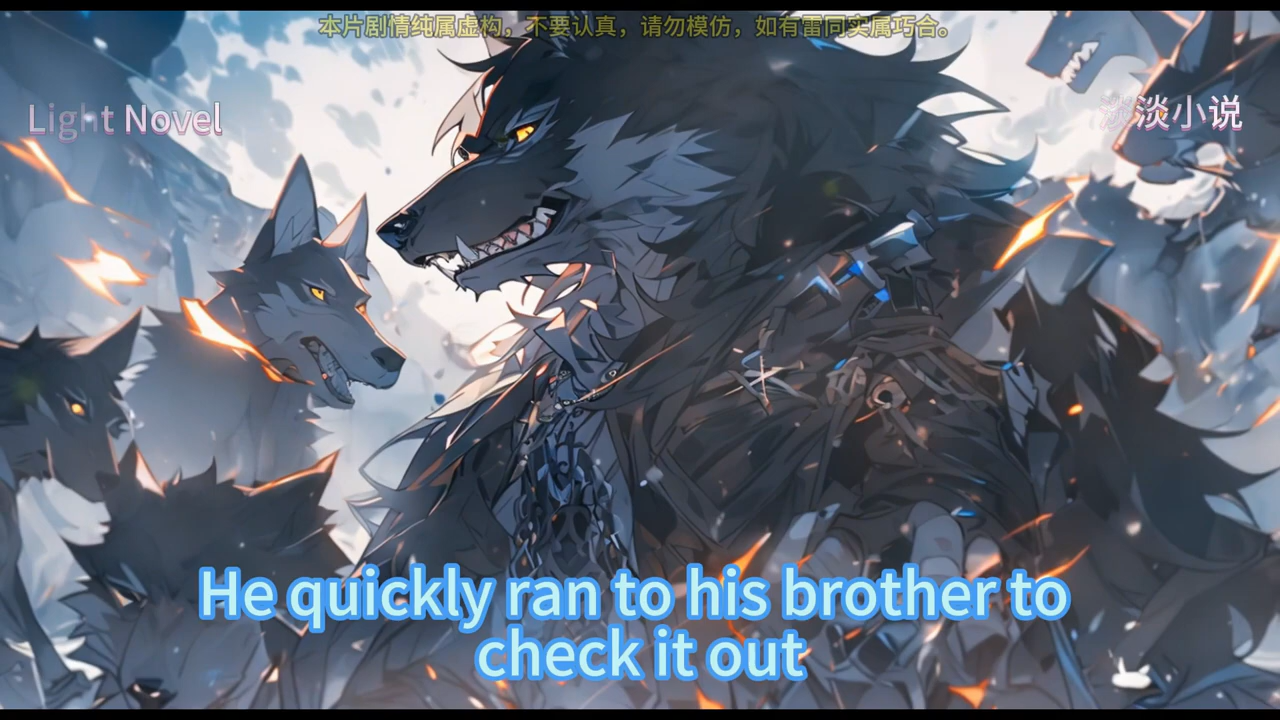 本片剧情纯属虚构，不要认真，请勿模仿，如有雷同实属巧合。
Light Novel
淡淡小说
He quickly ran to his brother to
check it out